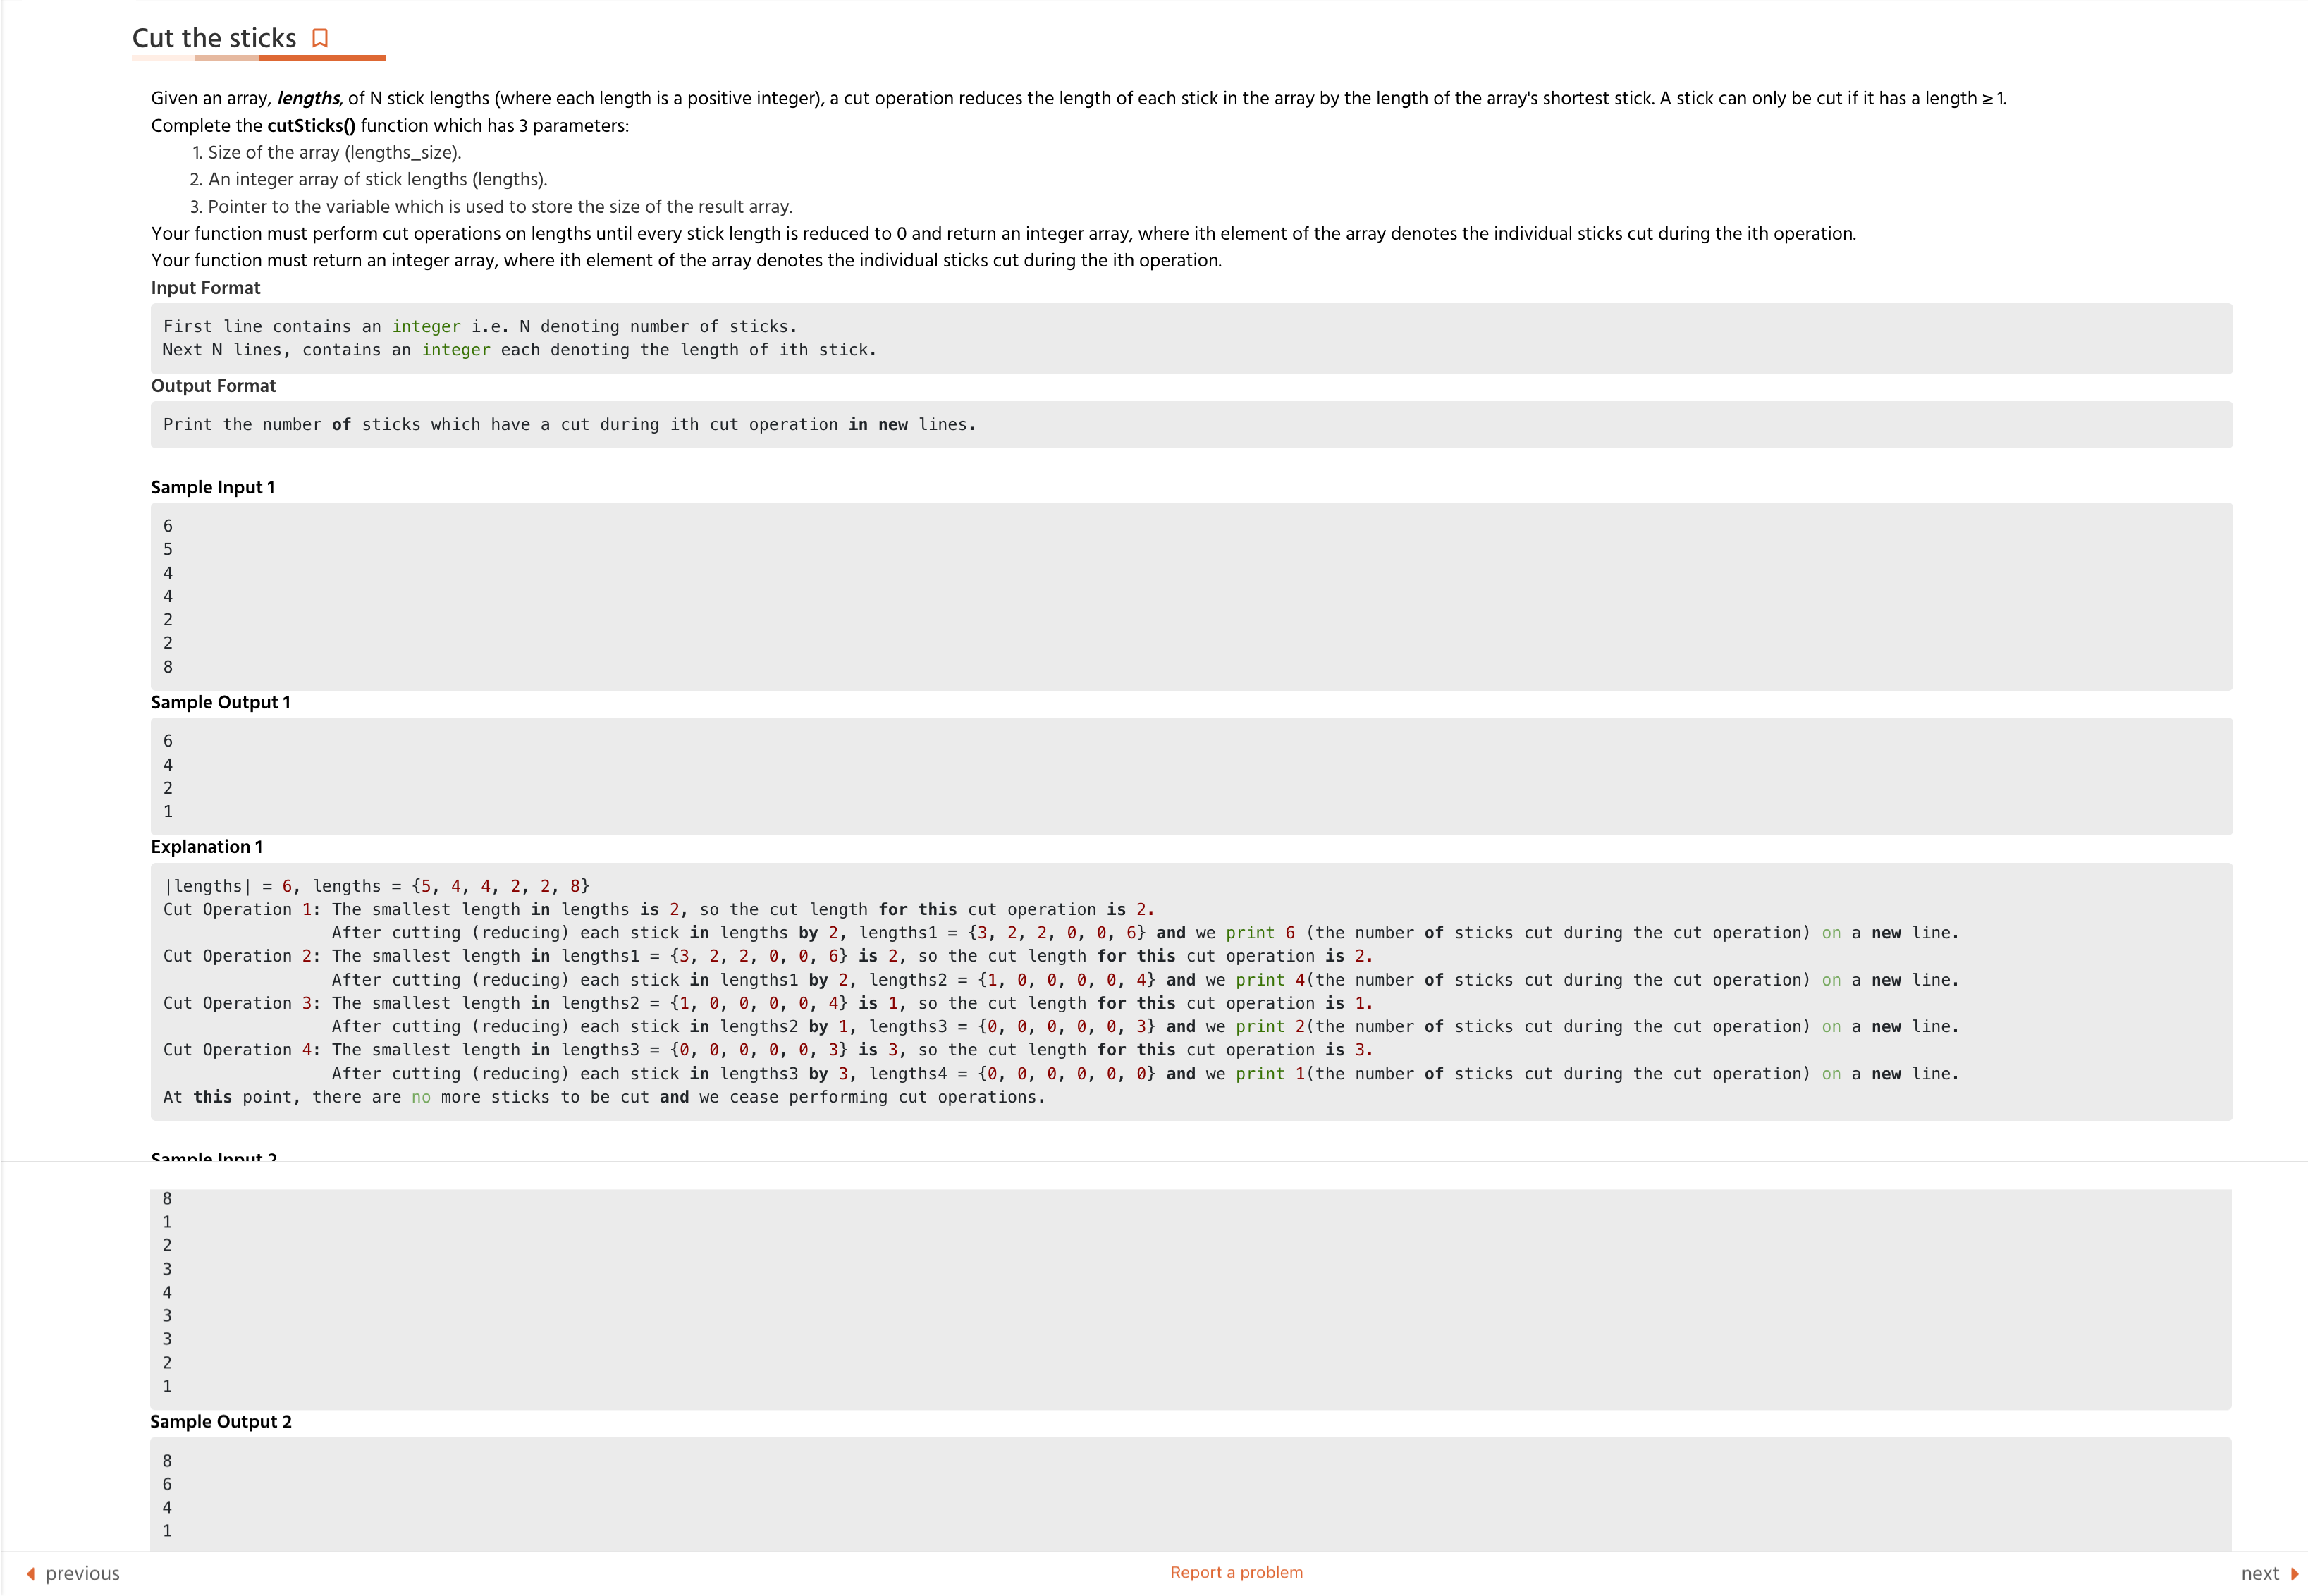 Cut the sticks
Given an array, lengths, of N stick lengths (where each length is a positive integer), a cut operation reduces the length of each stick in the array by the length of the array's shortest stick. A stick can only be cut if it has a length ≥ 1.
Complete the cutSticks() function which has 3 parameters:
1. Size of the array (lengths_size).
2. An integer array of stick lengths (lengths).
3. Pointer to the variable which is used to store the size of the result array.
Your function must perform cut operations on lengths until every stick length is reduced to 0 and return an integer array, where ith element of the array denotes the individual sticks cut during the ith operation.
Your function must return an integer array, where ith element of the array denotes the individual sticks cut during the ith operation.
Input Format
First line contains an integer i.e. N denoting number of sticks.
Next N lines, contains an integer each denoting the length of ith stick.
Output Format
Print the number of sticks which have a cut during ith cut operation in new lines.
Sample Input 1
6
5
4
4
2
2
8
Sample Output 1
6
4
2
1
Explanation 1
|lengths| = 6, lengths = {5, 4, 4, 2, 2, 8}
Cut Operation 1: The smallest length in lengths is 2, so the cut length for this cut operation is 2.
After cutting (reducing) each stick in lengths by 2, lengths1 = {3, 2, 2, 0, 0, 6} and we print 6 (the number of sticks cut during the cut operation) on a new line.
Cut Operation 2: The smallest length in lengths1 = {3, 2, 2, 0, 0, 6} is 2, so the cut length for this cut operation is 2.
After cutting (reducing) each stick in lengths1 by 2, lengths2 = {1, 0, 0, 0, 0, 4} and we print 4(the number of sticks cut during the cut operation) on a new line.
Cut Operation 3: The smallest length in lengths2 = {1, 0, 0, 0, 0, 4} is 1, so the cut length for this cut operation is 1.
After cutting (reducing) each stick in lengths2 by 1, lengths3 = {0, 0, 0, 0, 0, 3} and we print 2(the number of sticks cut during the cut operation) on a new line.
Cut Operation 4: The smallest length in lengths3 = {0, 0, 0, 0, 0, 3} is 3, so the cut length for this cut operation is 3.
After cutting (reducing) each stick in lengths3 by 3, lengths4 = {0, 0, 0, 0, 0, 0} and we print 1(the number of sticks cut during the cut operation) on a new line.
At this point, there are no more sticks to be cut and we cease performing cut operations.
Sample Input 2
8
1
2
3
4
3
3
2
1
Sample Output 2
8
6
4
1
previous
Report a problem
next